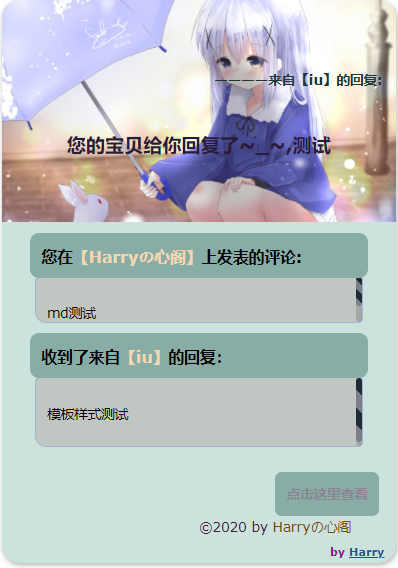 ————来自【iu】的回复:
您的宝贝给你回复了~_~,测试
您在【Harryの心阁】上发表的评论:
md测试
收到了来自【iu】的回复:
模板样式测试
点击这里查看
©2020 by Harryの心阁
by Harry